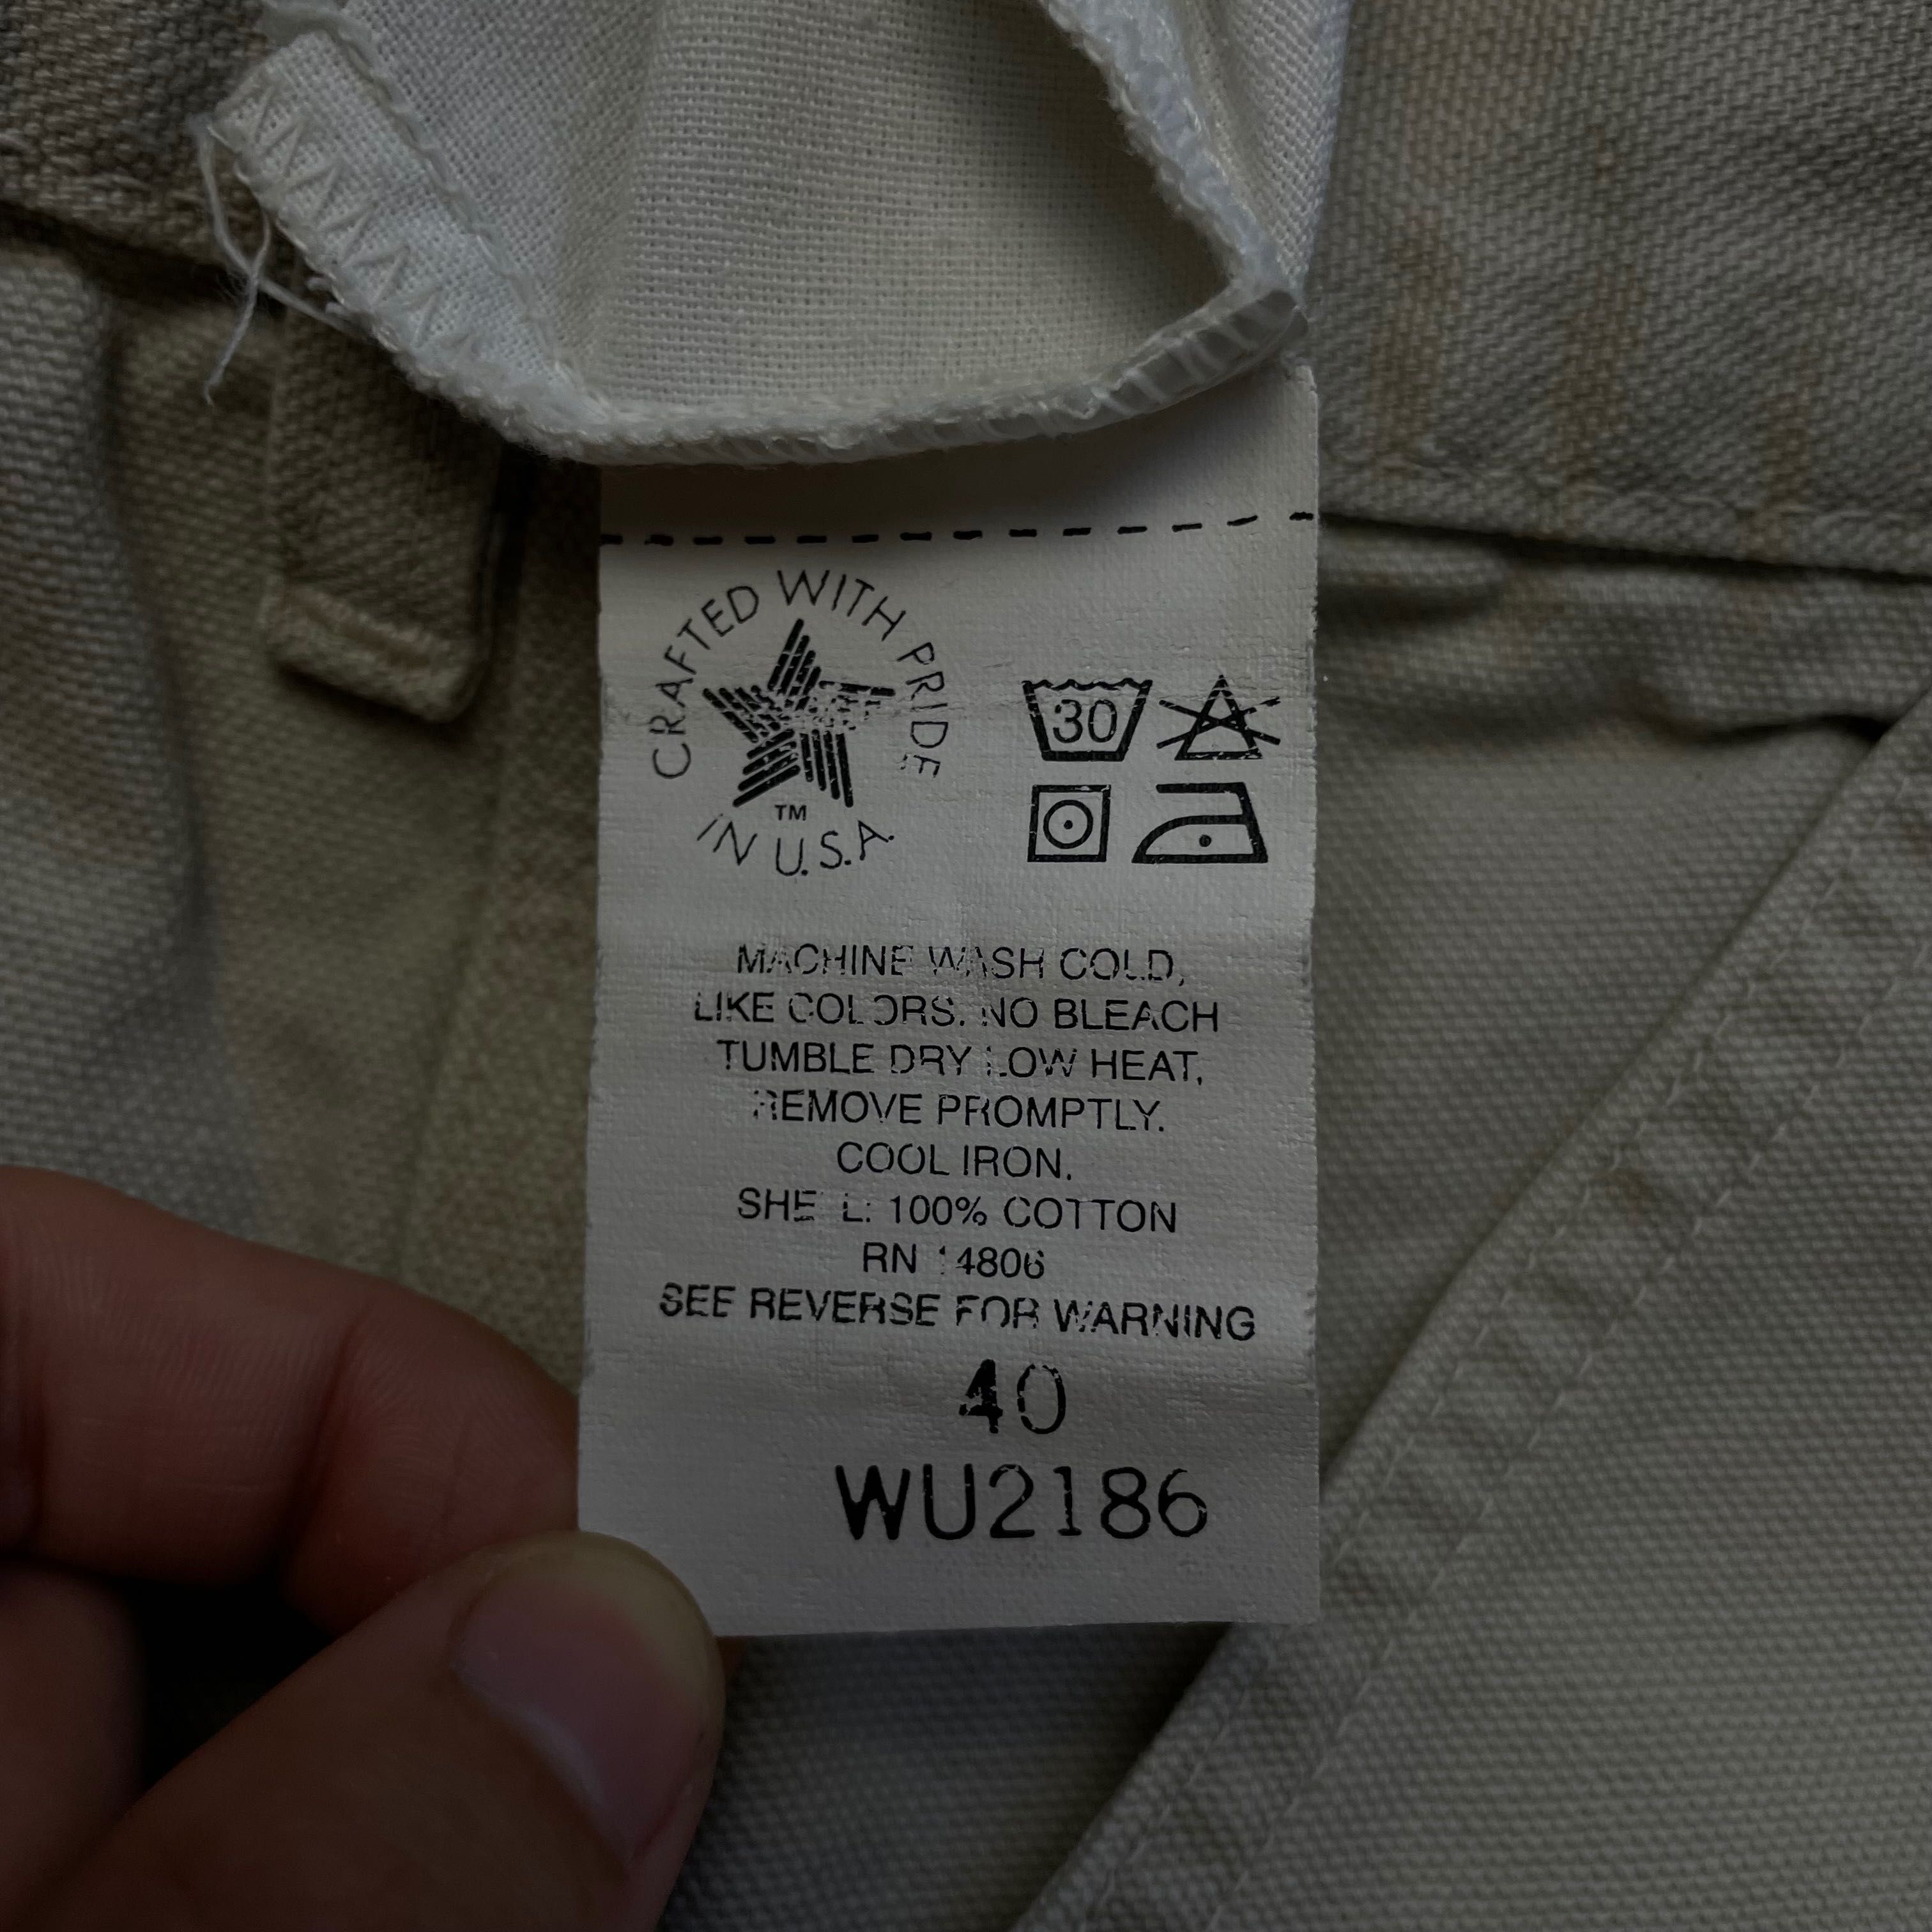 CRAFTED WITH PRIDE
IN U.S.A.
TM
30
MACHINE WASH COLD,
LIKE COLORS. NO BLEACH
TUMBLE DRY LOW HEAT,
REMOVE PROMPTLY.
COOL IRON.
SHELL: 100% COTTON
RN 14806
SEE REVERSE FOR WARNING
40
WU2186